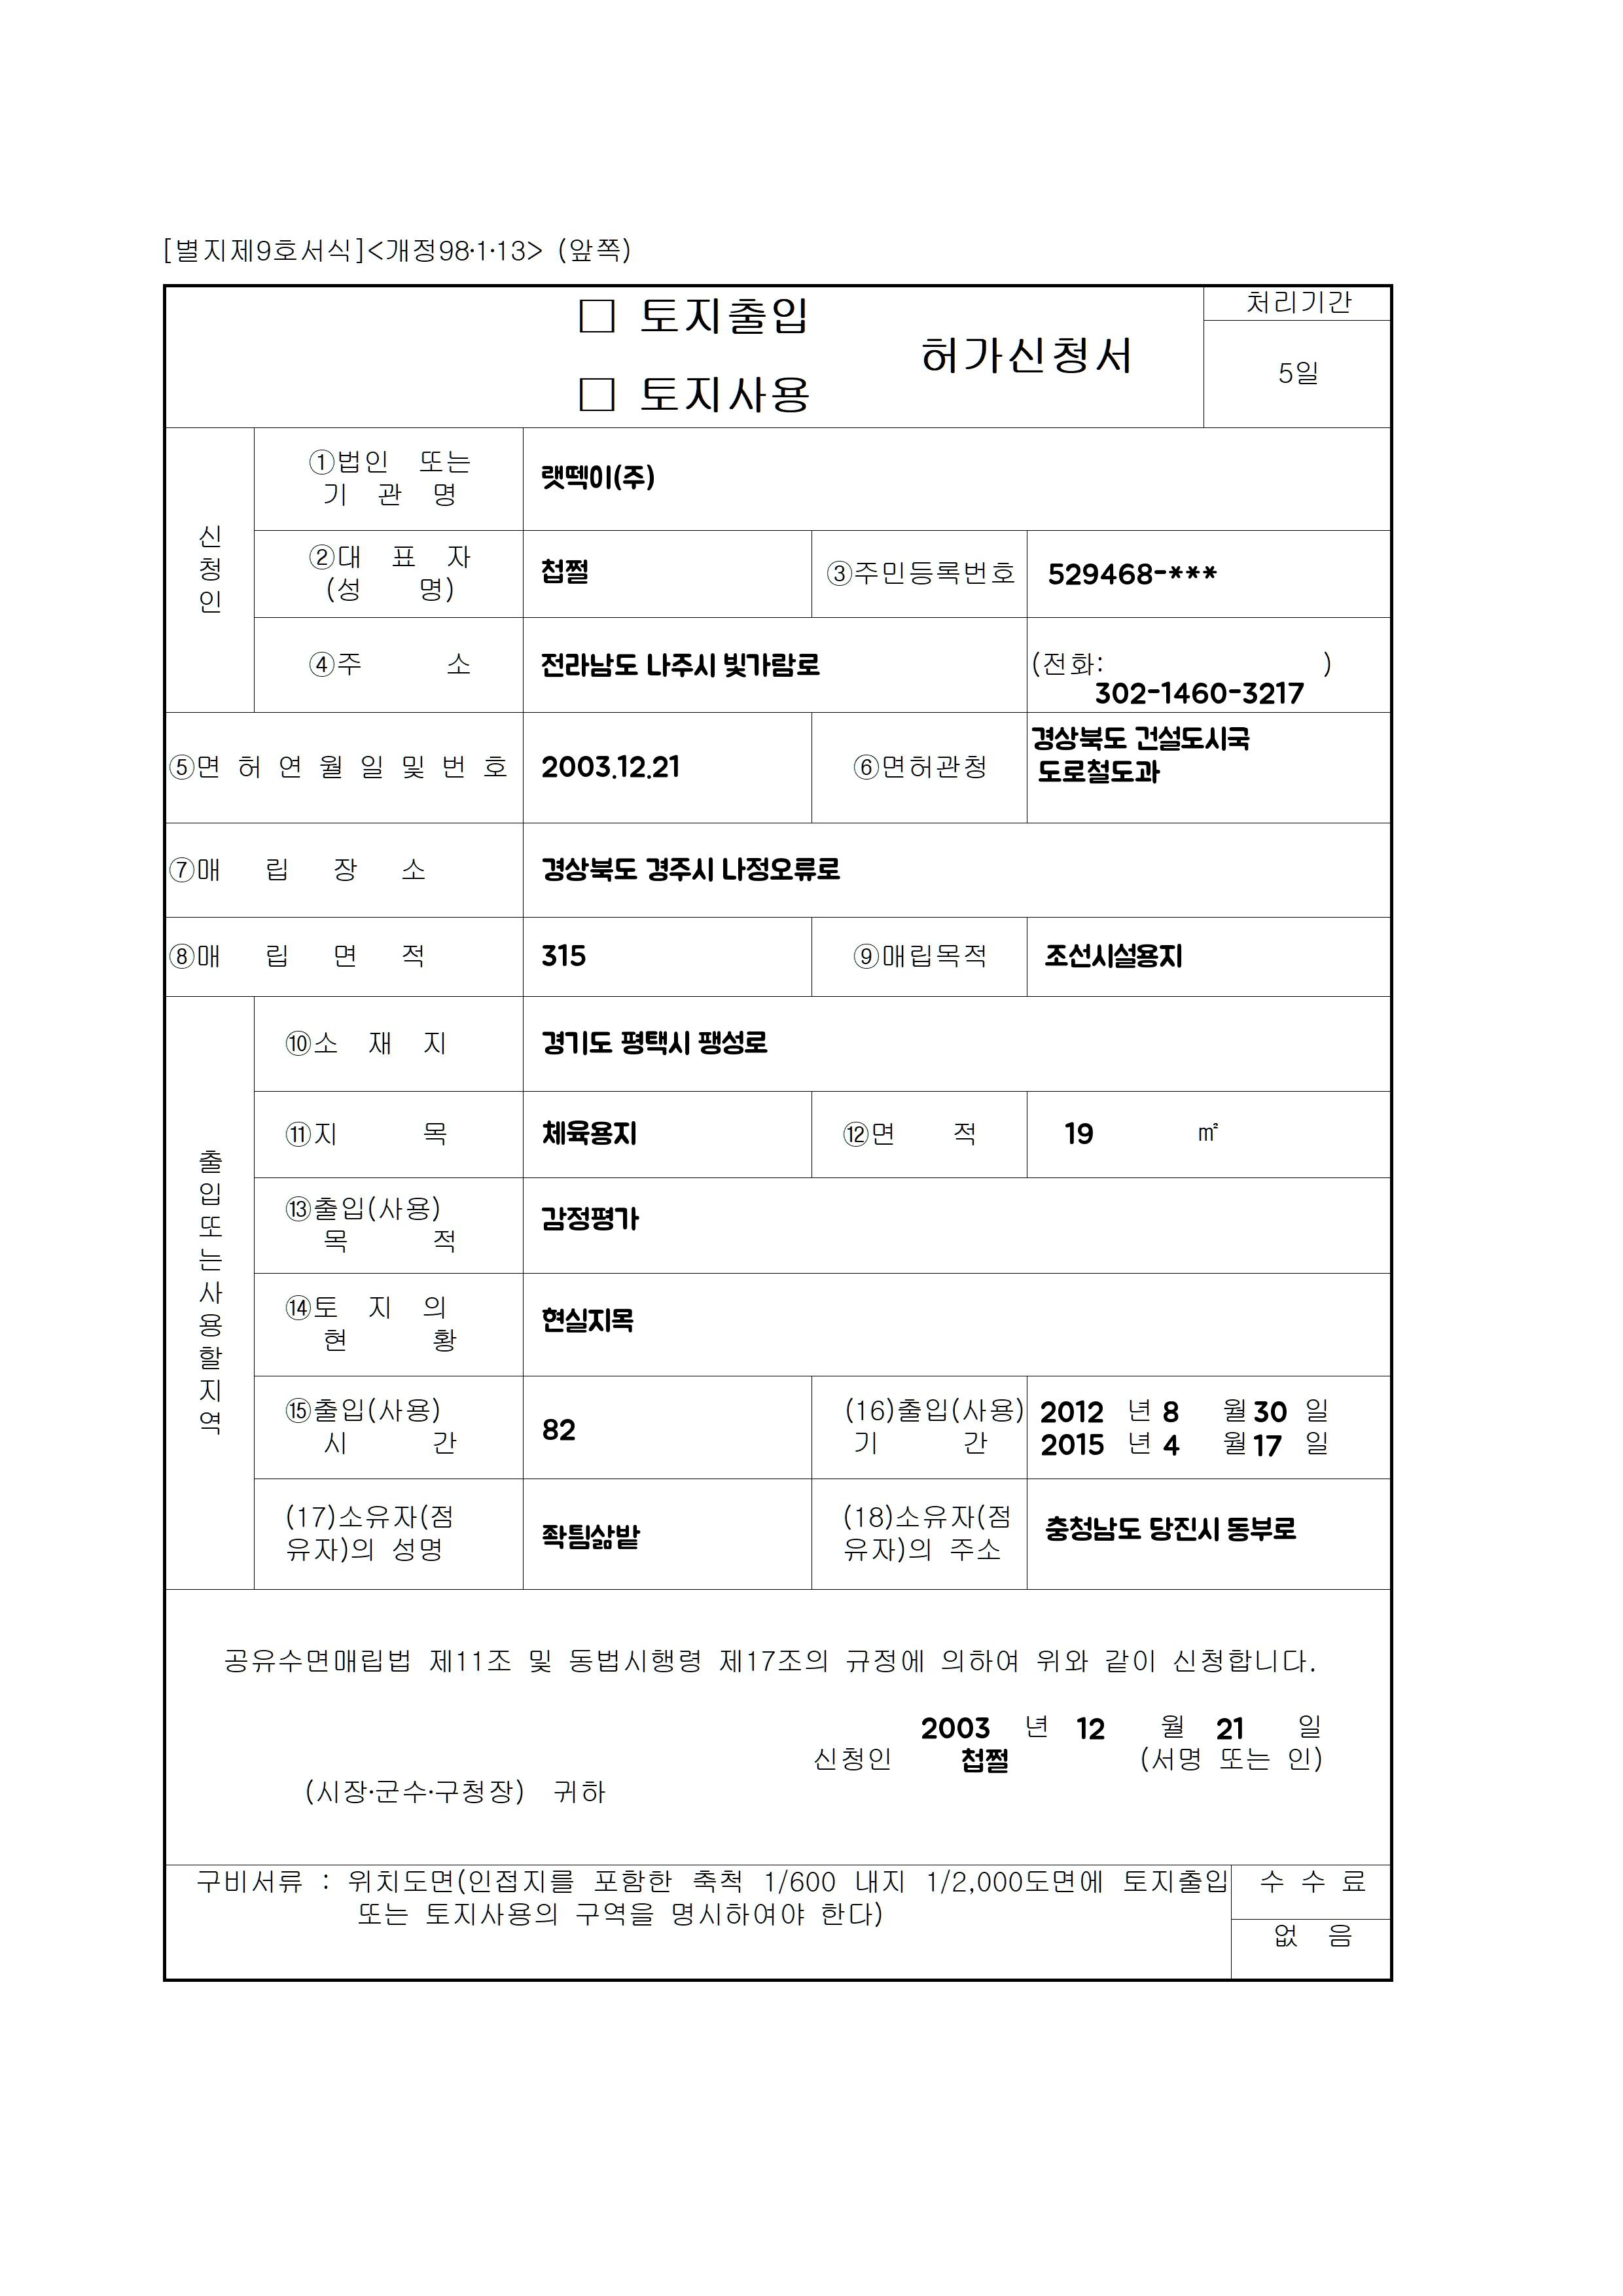 [별지제9호서식]<개정98·1·13> (앞쪽)
□ 토지출입
□ 토지사용
허가신청서
처리기간
5일
신청인
①법인 또는
기 관 명
랫떽이(주)
②대 표 자
(성 명)
첩쩔
③주민등록번호
529468-***
④주 소
전라남도 나주시 빛가람로
(전화: )
302-1460-3217
⑤면 허 연 월 일 및 번 호
2003.12.21
⑥면허관청
경상북도 건설도시국
도로철도과
⑦매 립 장 소
경상북도 경주시 나정오류로
⑧매 립 면 적
315
⑨매립목적
조선시설용지
출입또는사용할지역
⑩소 재 지
경기도 평택시 팽성로
⑪지 목
체육용지
⑫면 적
19 ㎡
⑬출입(사용)
목 적
감정평가
⑭토 지 의
현 황
현실지목
⑮출입(사용)
시 간
82
(16)출입(사용)
기 간
2012 년 8 월 30 일
2015 년 4 월 17 일
(17)소유자(점
유자)의 성명
좍틤삶밭
(18)소유자(점
유자)의 주소
충청남도 당진시 동부로
공유수면매립법 제11조 및 동법시행령 제17조의 규정에 의하여 위와 같이 신청합니다.
2003 년 12 월 21 일
신청인 첩쩔 (서명 또는 인)
(시장·군수·구청장) 귀하
구비서류 : 위치도면(인접지를 포함한 축척 1/600 내지 1/2,000도면에 토지출입
또는 토지사용의 구역을 명시하여야 한다)
수 수 료
없 음